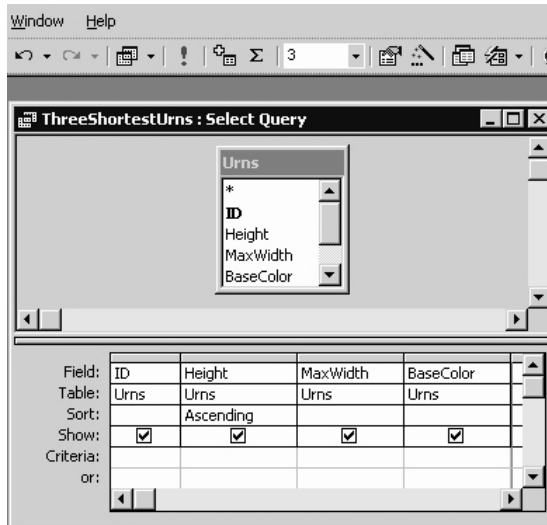 Window Help
3
ThreeShortestUrns : Select Query
Urns
*
ID
Height
MaxWidth
BaseColor
Field: ID Height MaxWidth BaseColor
Table: Urns Urns Urns Urns
Sort: Ascending
Show:
Criteria:
or: